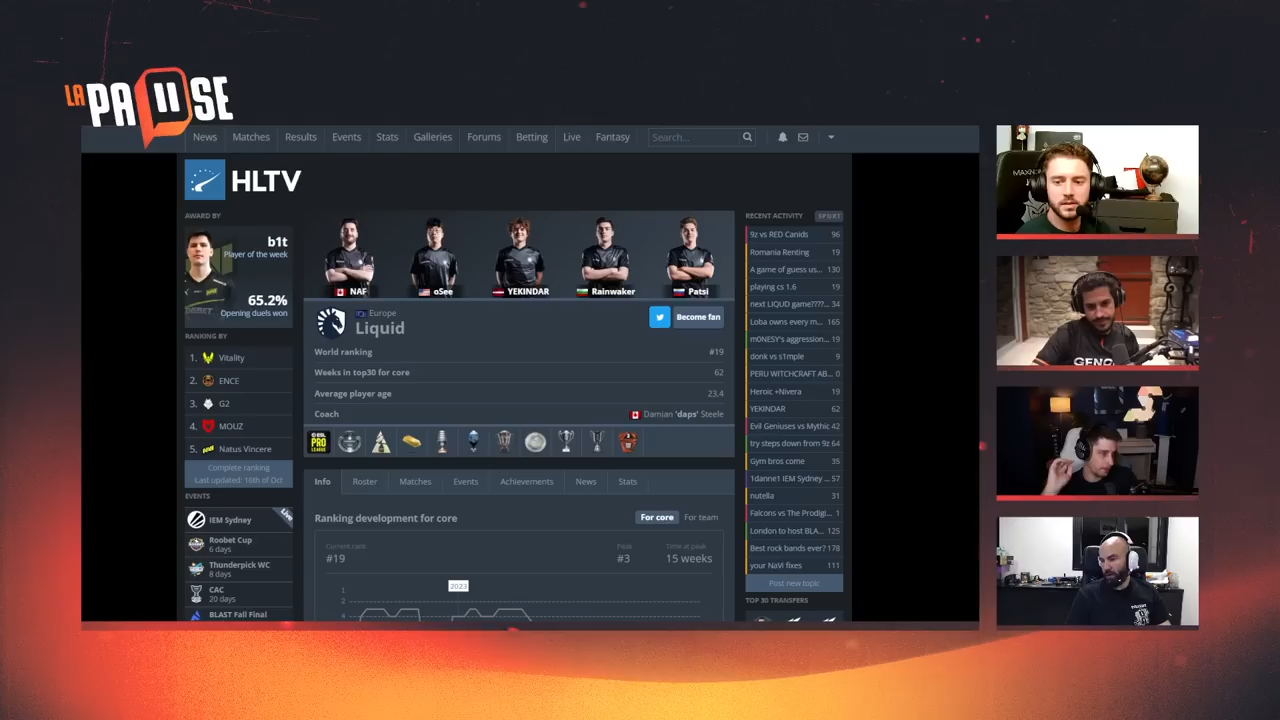 LA PAUSE
News Matches Results Events Stats Galleries Forums Betting Live Fantasy Search...
HLTV
AWARD BY
b1t
Player of the week
65.2%
Opening duels won
RANKING BY
1. Vitality
2. ENCE
3. G2
4. MOUZ
5. Natus Vincere
Complete ranking
Last updated: 16th of Oct
EVENTS
IEM Sydney
Live
Roobet Cup
6 days
Thunderpick WC
8 days
CAC
20 days
BLAST Fall Final
NAF oSee YEKINDAR Rainwaker Patsi
Europe
Liquid
Become fan
World ranking #19
Weeks in top30 for core 62
Average player age 23,4
Coach Damian 'daps' Steele
ESL PRO LEAGUE
Info Roster Matches Events Achievements News Stats
Ranking development for core
For core For team
Current rank Peak Time at peak
#19 #3 15 weeks
2023
1
2
4
RECENT ACTIVITY
9z vs RED Canids 96
Romania Renting 19
A game of guess us... 130
playing cs 1.6 19
next LIQUD game????... 34
Loba owns every m... 165
m0NESY's aggression... 19
donk vs s1mple 9
PERU WITCHCRAFT AB... 0
Heroic +Nivera 19
YEKINDAR 62
Evil Geniuses vs Mythic 42
try steps down from 9z 64
Gym bros come 35
1danne1 IEM Sydney ... 57
nutella 31
Falcons vs The Prodigi... 1
London to host BLA... 125
Best rock bands ever? 178
your NaVi fixes 111
Post new topic
TOP 30 TRANSFERS
MAXNOM